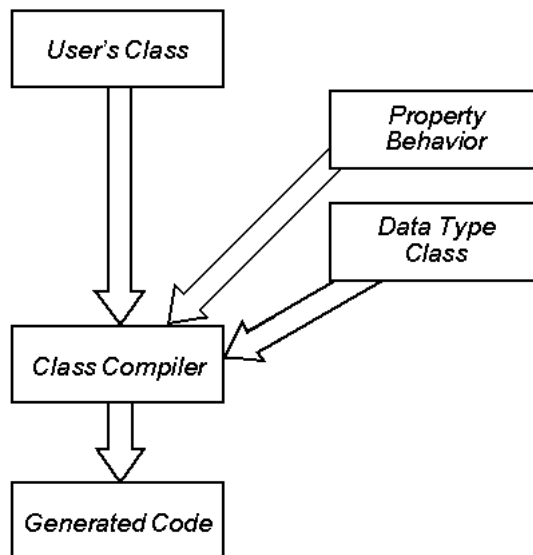 User's Class
Property
Behavior
Data Type
Class
Class Compiler
Generated Code